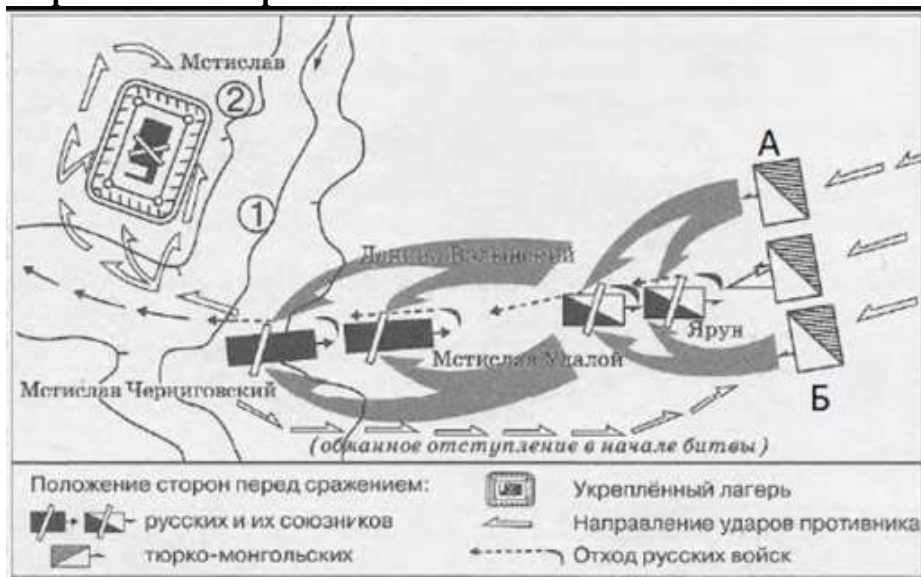 Мстислав
2
А
1
Даниил Волынский
Ярун
Мстислав Удалой
Мстислав Черниговский
Б
(обманное отступление в начале битвы)
Положение сторон перед сражением:
русских и их союзников
тюрко-монгольских
Укреплённый лагерь
Направление ударов противника
Отход русских войск